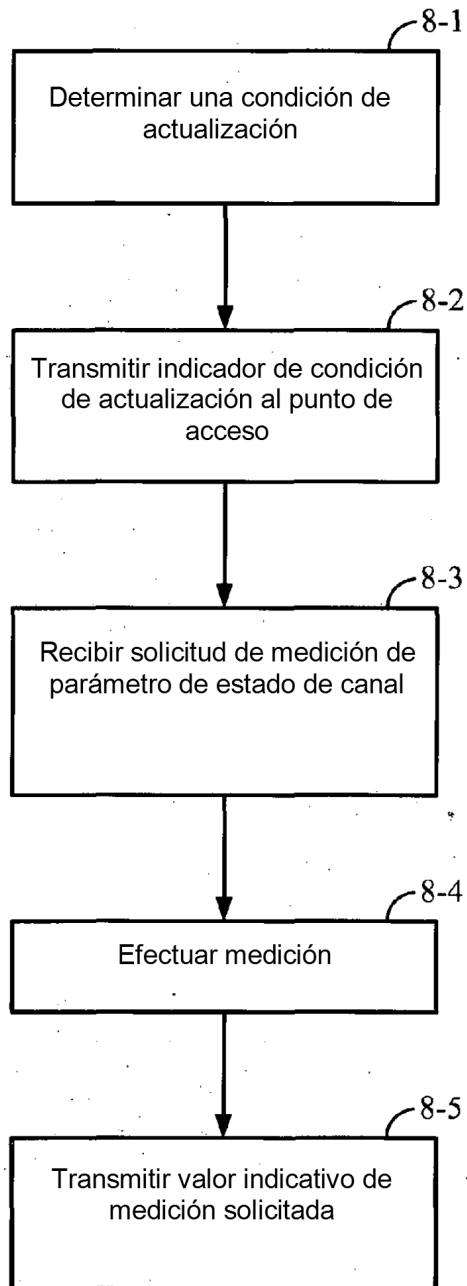 8-1
Determinar una condición de
actualización
8-2
Transmitir indicador de condición
de actualización al punto de
acceso
8-3
Recibir solicitud de medición de
parámetro de estado de canal
8-4
Efectuar medición
8-5
Transmitir valor indicativo de
medición solicitada